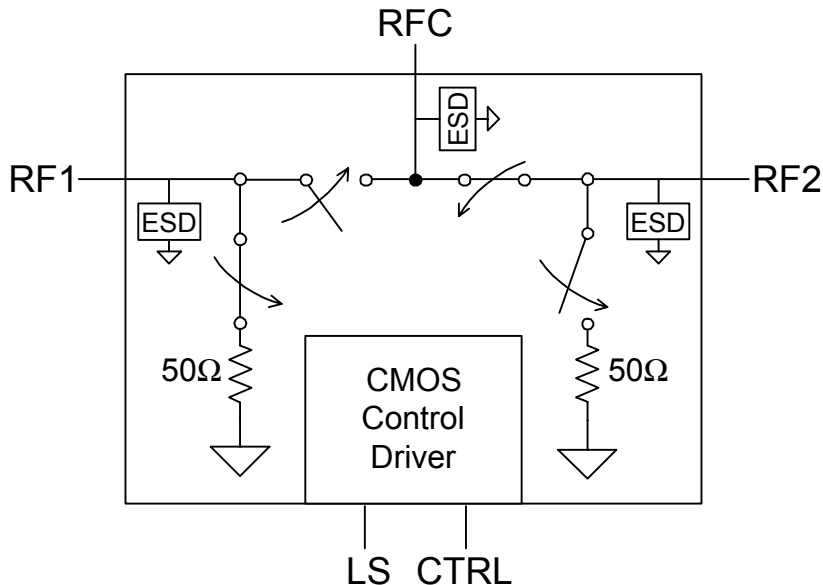 RFC
ESD
RF1
RF2
ESD
ESD
50Ω
50Ω
CMOS
Control
Driver
LS
CTRL